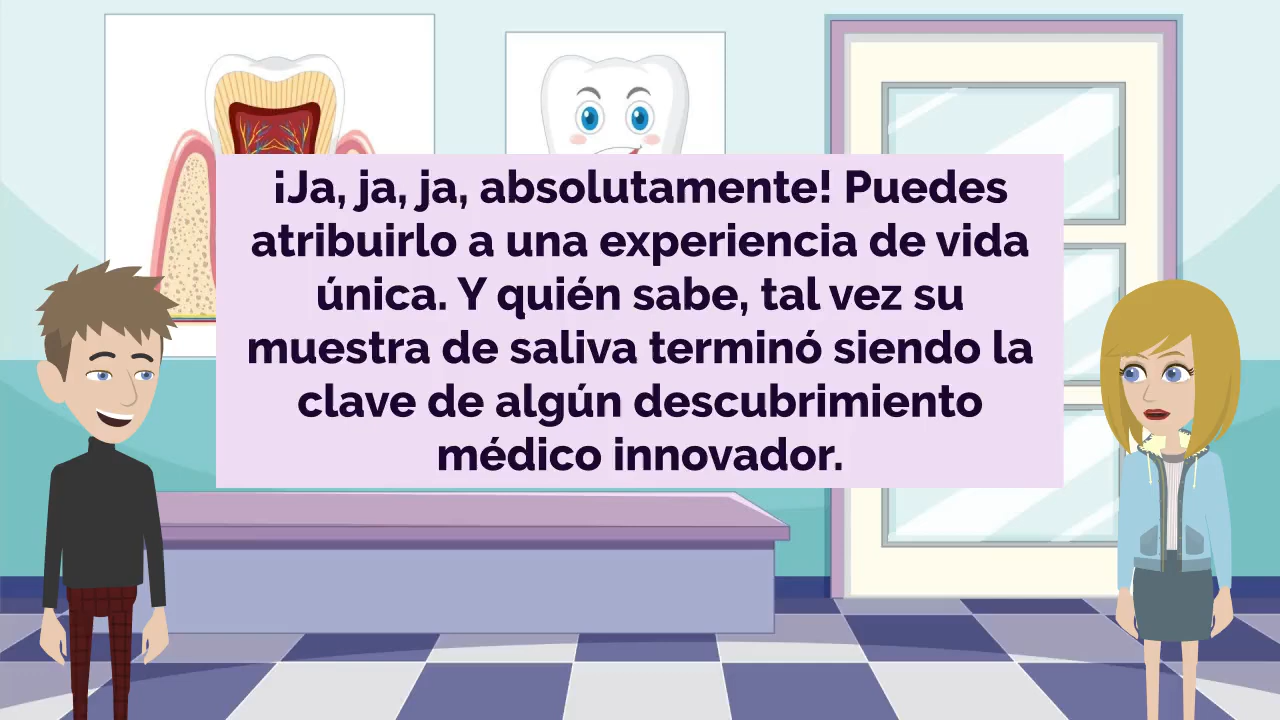 ¡Ja, ja, ja, absolutamente! Puedes
atribuirlo a una experiencia de vida
única. Y quién sabe, tal vez su
muestra de saliva terminó siendo la
clave de algún descubrimiento
médico innovador.